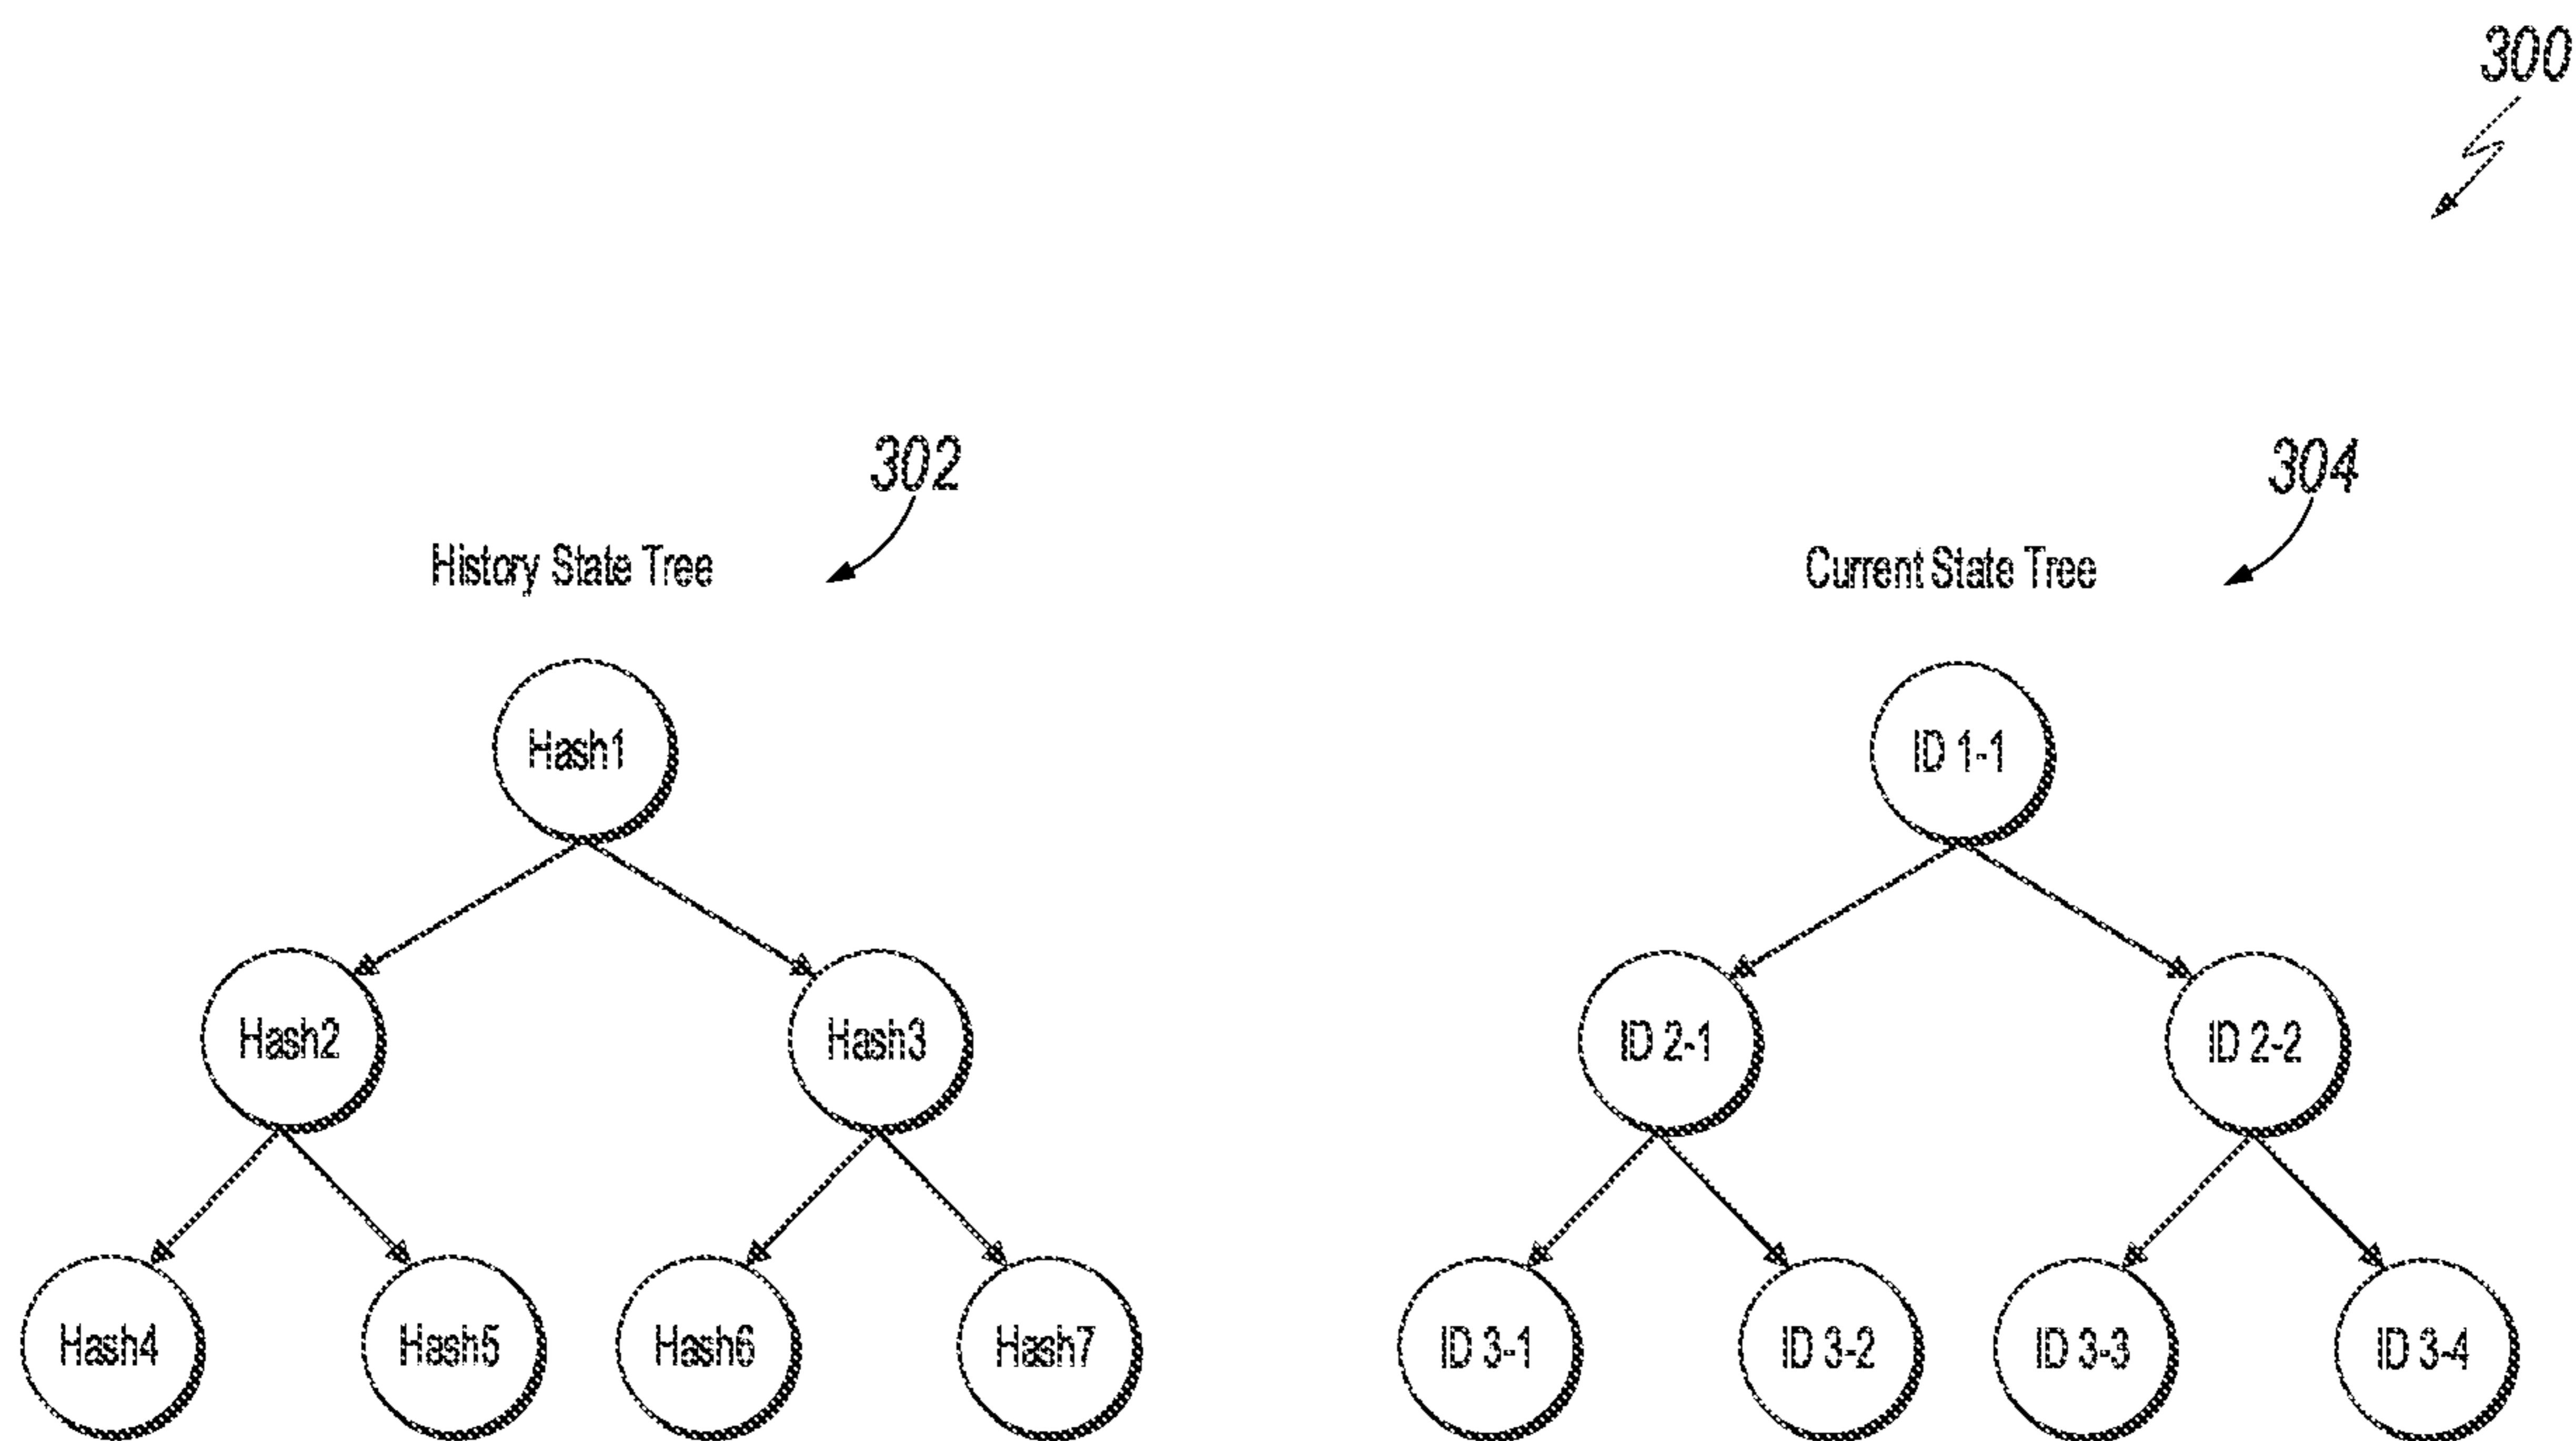 300
302
304
History State Tree
Current State Tree
Hash1
ID 1-1
Hash2
Hash3
ID 2-1
ID 2-2
Hash4
Hash5
Hash6
Hash7
ID 3-1
ID 3-2
ID 3-3
ID 3-4